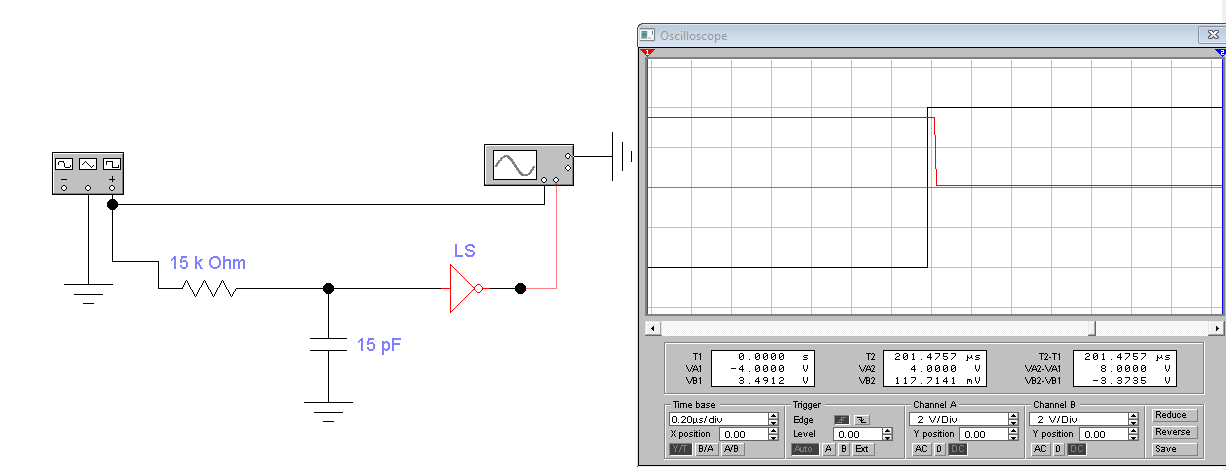 Oscilloscope
1
2
LS
15 k Ohm
15 pF
− +
T1 0.0000 s T2 201.4757 µs T2-T1 201.4757 µs
VA1 -4.0000 V VA2 4.0000 V VA2-VA1 8.0000 V
VB1 3.4912 V VB2 117.7141 mV VB2-VB1 -3.3735 V
Time base Trigger Channel A Channel B
0.20µs/div Edge 2 V/Div 2 V/Div Reduce
X position 0.00 Level 0.00 Y position 0.00 Y position 0.00 Reverse
Y/T B/A A/B Auto A B Ext AC 0 DC AC 0 DC Save